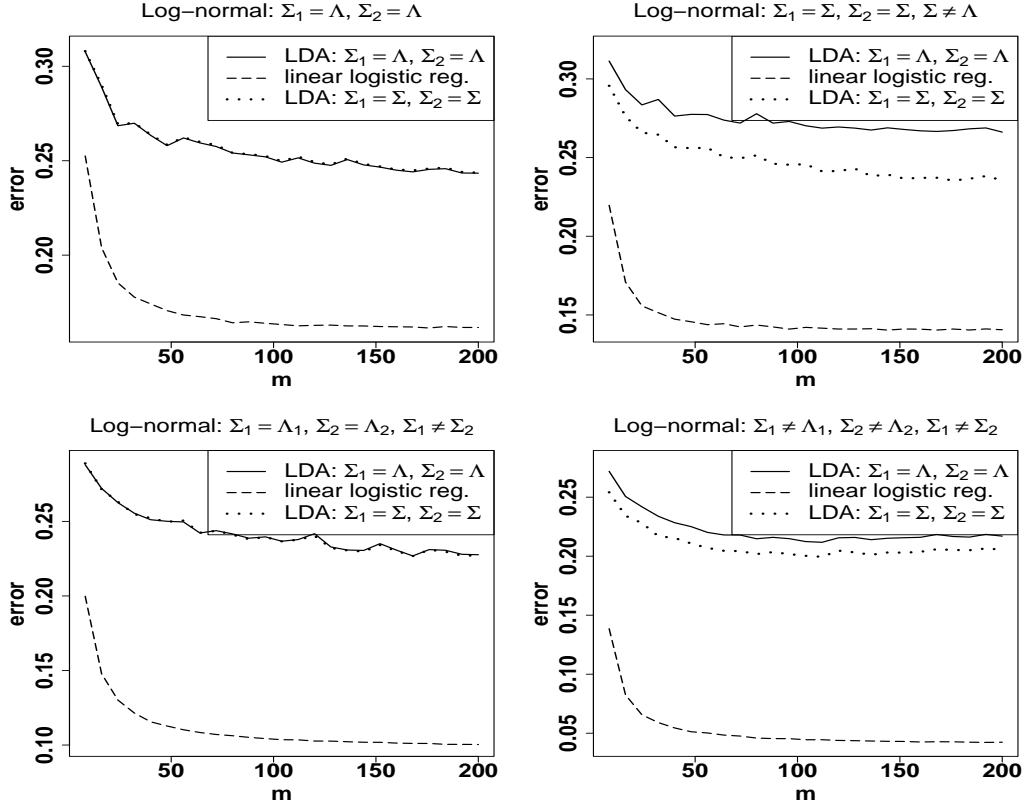 Log−normal: Σ1 = Λ, Σ2 = Λ
LDA: Σ1 = Λ, Σ2 = Λ
linear logistic reg.
LDA: Σ1 = Σ, Σ2 = Σ
error
0.30
0.25
0.20
50
100
150
200
m
Log−normal: Σ1 = Σ, Σ2 = Σ, Σ ≠ Λ
LDA: Σ1 = Λ, Σ2 = Λ
linear logistic reg.
LDA: Σ1 = Σ, Σ2 = Σ
error
0.30
0.25
0.20
0.15
50
100
150
200
m
Log−normal: Σ1 = Λ1, Σ2 = Λ2, Σ1 ≠ Σ2
LDA: Σ1 = Λ, Σ2 = Λ
linear logistic reg.
LDA: Σ1 = Σ, Σ2 = Σ
error
0.25
0.20
0.15
0.10
50
100
150
200
m
Log−normal: Σ1 ≠ Λ1, Σ2 ≠ Λ2, Σ1 ≠ Σ2
LDA: Σ1 = Λ, Σ2 = Λ
linear logistic reg.
LDA: Σ1 = Σ, Σ2 = Σ
error
0.25
0.20
0.15
0.10
0.05
50
100
150
200
m